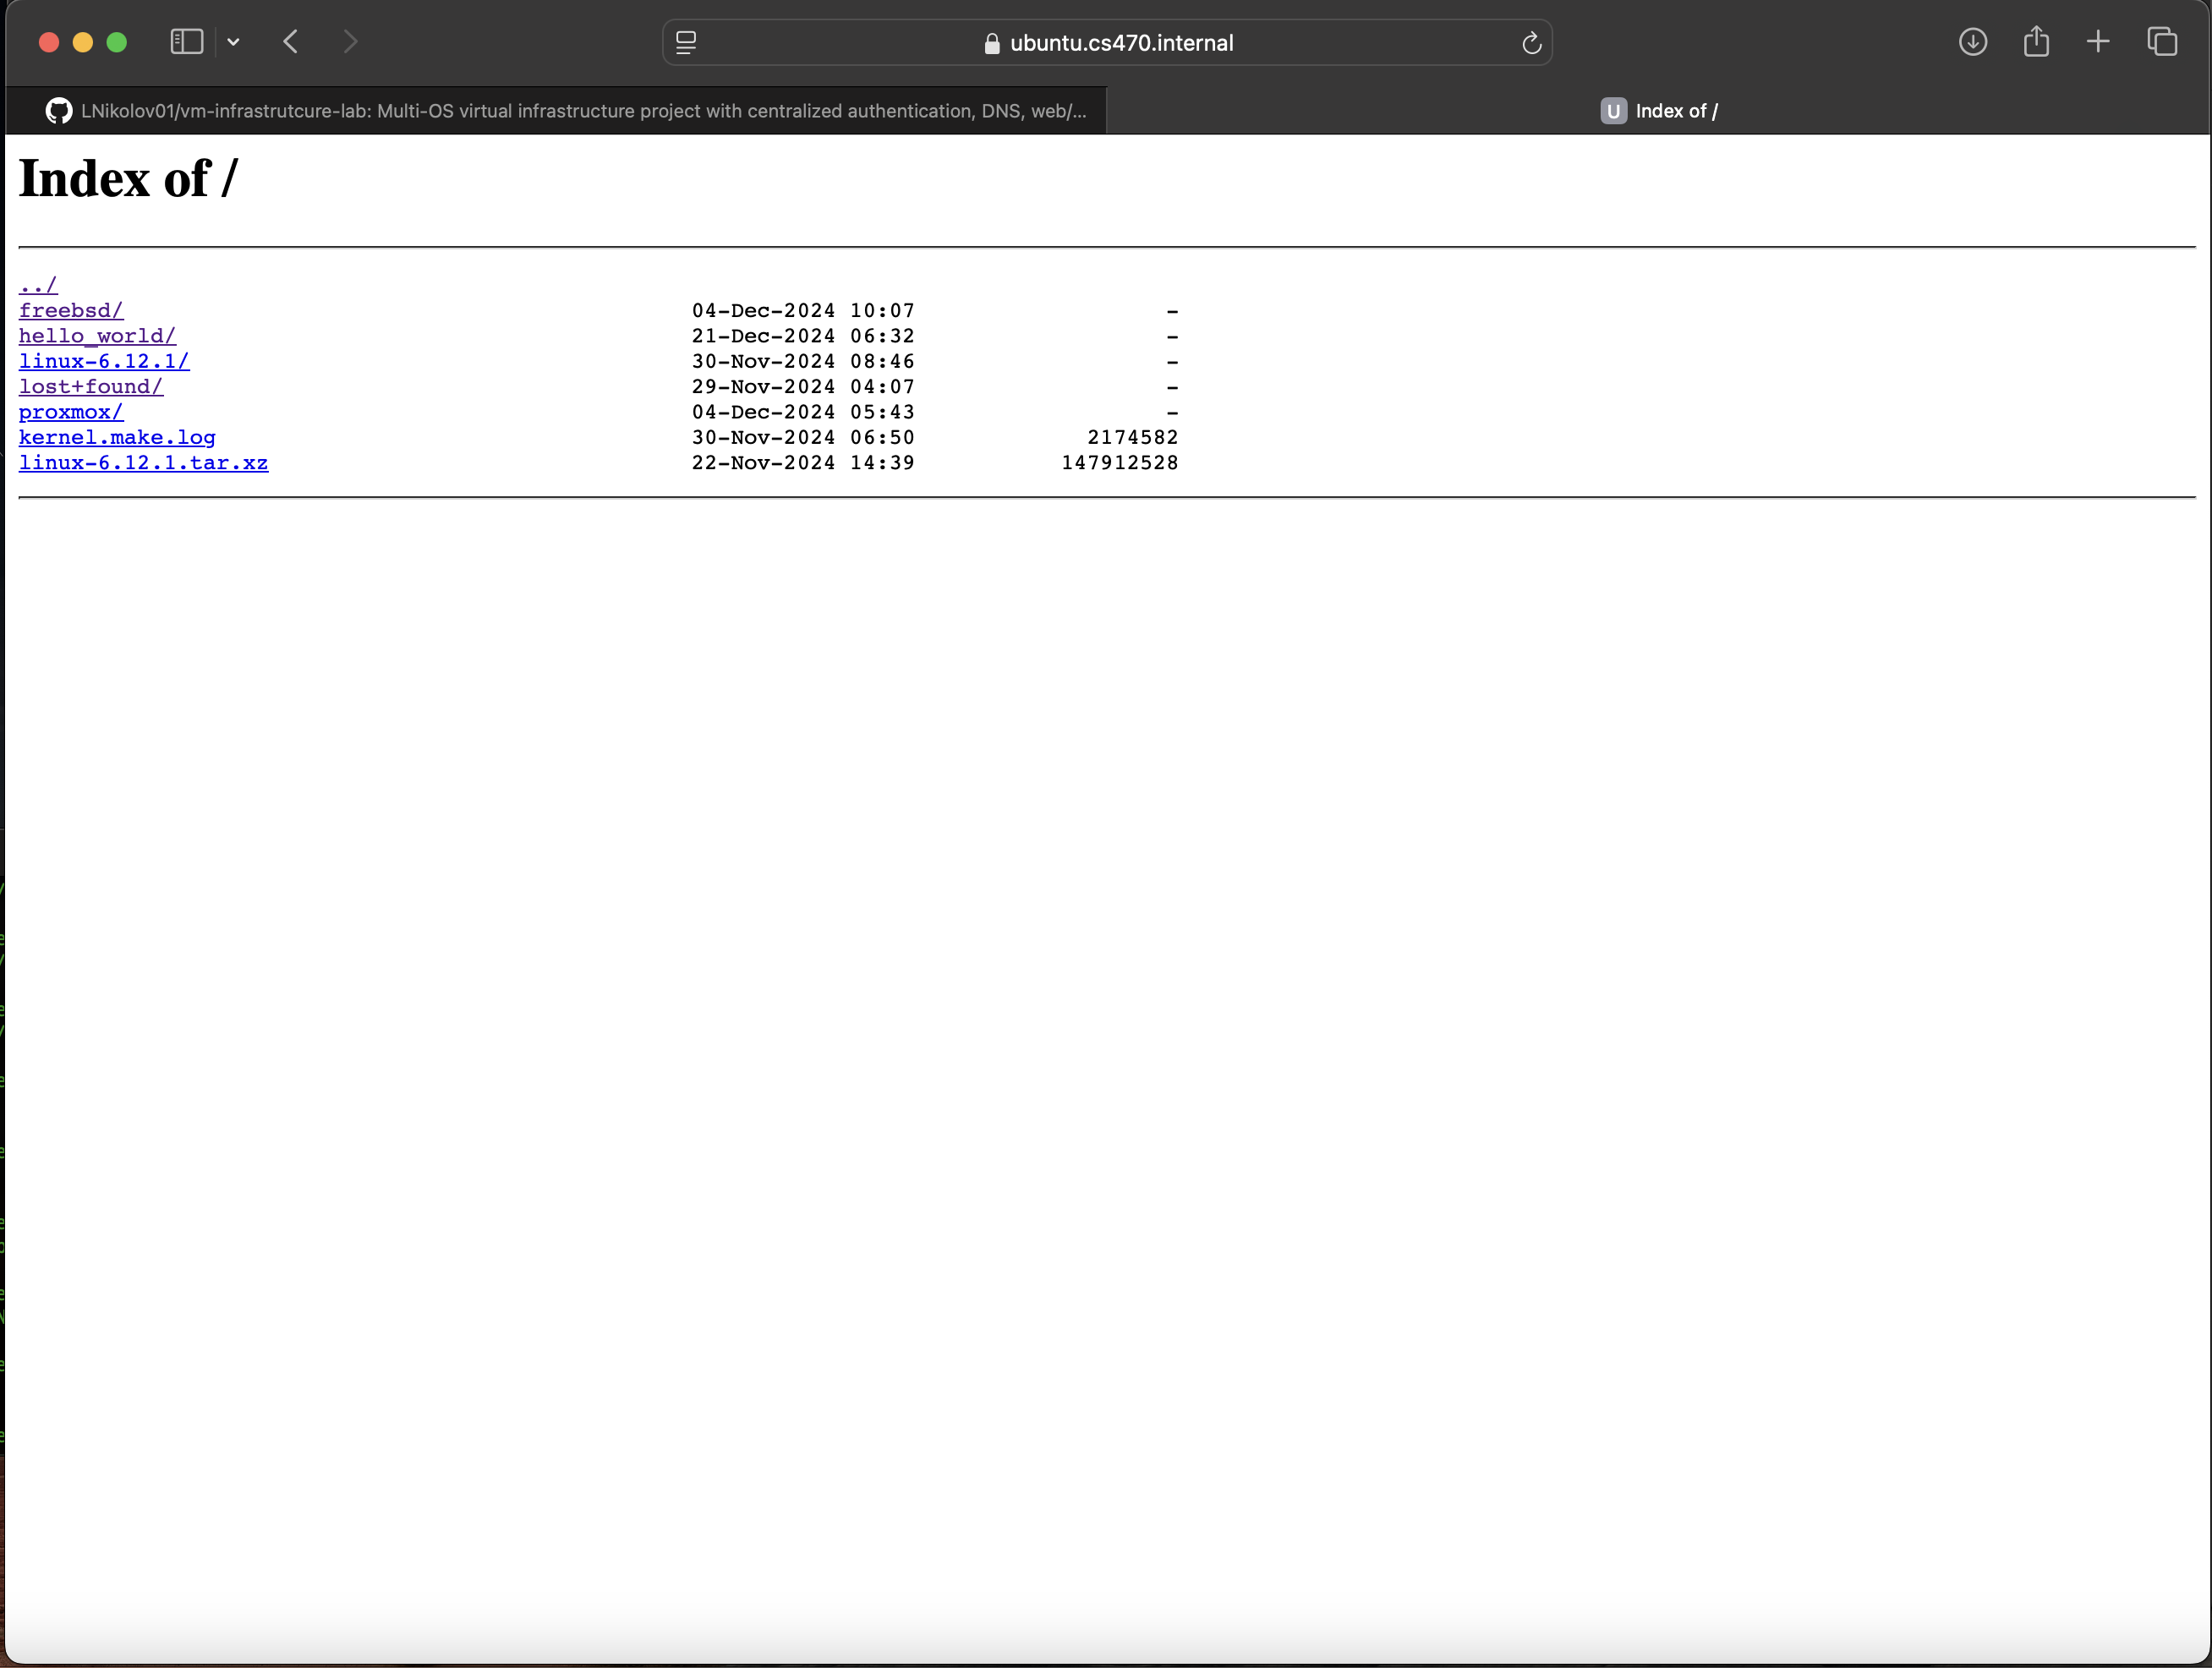 ubuntu.cs470.internal
LNikolov01/vm-infrastrutcure-lab: Multi-OS virtual infrastructure project with centralized authentication, DNS, web/...
U Index of /
Index of /
../
freebsd/ 04-Dec-2024 10:07 -
hello_world/ 21-Dec-2024 06:32 -
linux-6.12.1/ 30-Nov-2024 08:46 -
lost+found/ 29-Nov-2024 04:07 -
proxmox/ 04-Dec-2024 05:43 -
kernel.make.log 30-Nov-2024 06:50 2174582
linux-6.12.1.tar.xz 22-Nov-2024 14:39 147912528